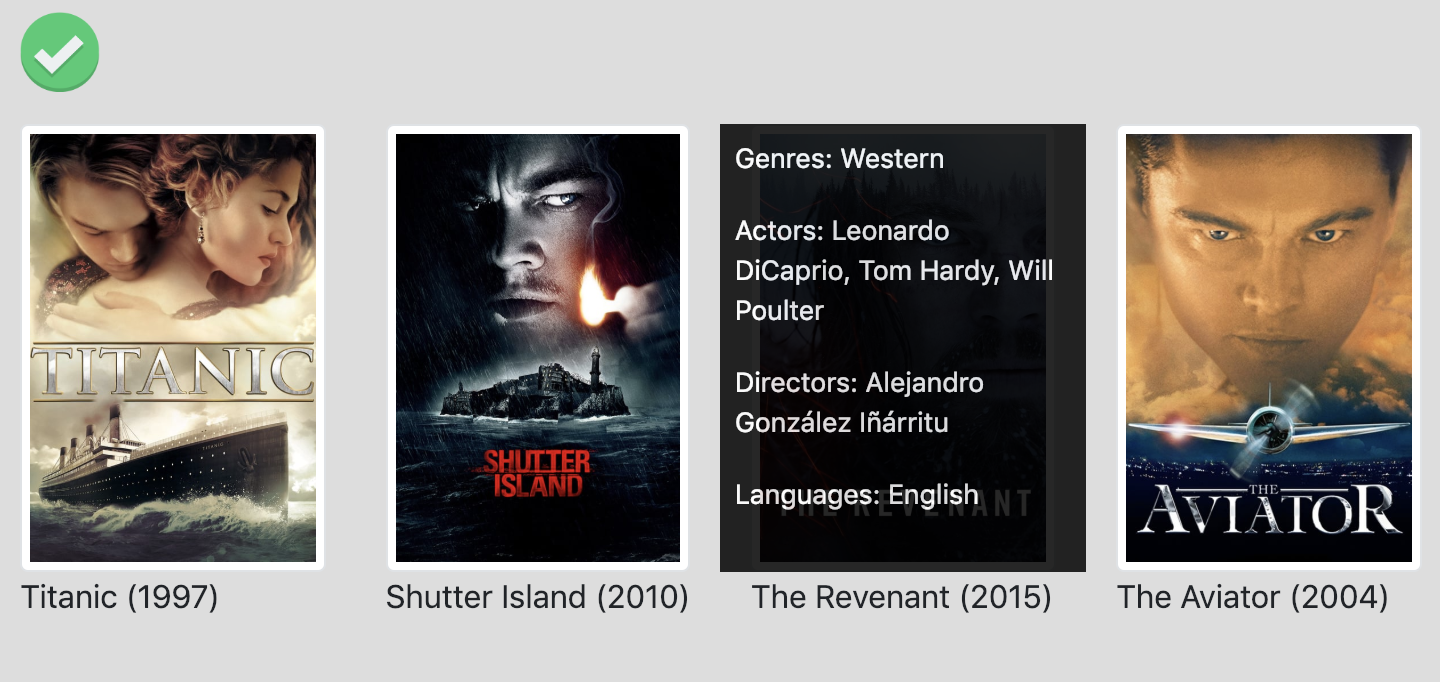 TITANIC
TITANIC
SHUTTER
ISLAND
Genres: Western
Actors: Leonardo
DiCaprio, Tom Hardy, Will
Poulter
Directors: Alejandro
González Iñárritu
Languages: English
THE REVENANT
THE
AVIATOR
Titanic (1997)
Shutter Island (2010)
The Revenant (2015)
The Aviator (2004)